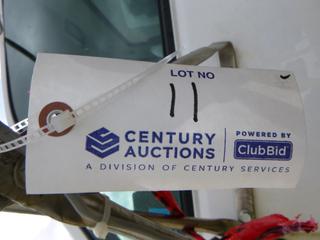 LOT NO
11
CENTURY AUCTIONS
POWERED BY
ClubBid
A DIVISION OF CENTURY SERVICES